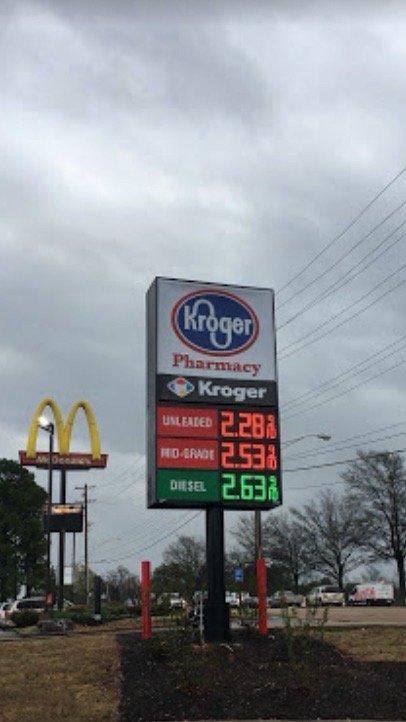 Kroger
Pharmacy
Kroger
UNLEADED 2.28 9/10
MID-GRADE 2.53 9/10
DIESEL 2.63 9/10
McDonald's